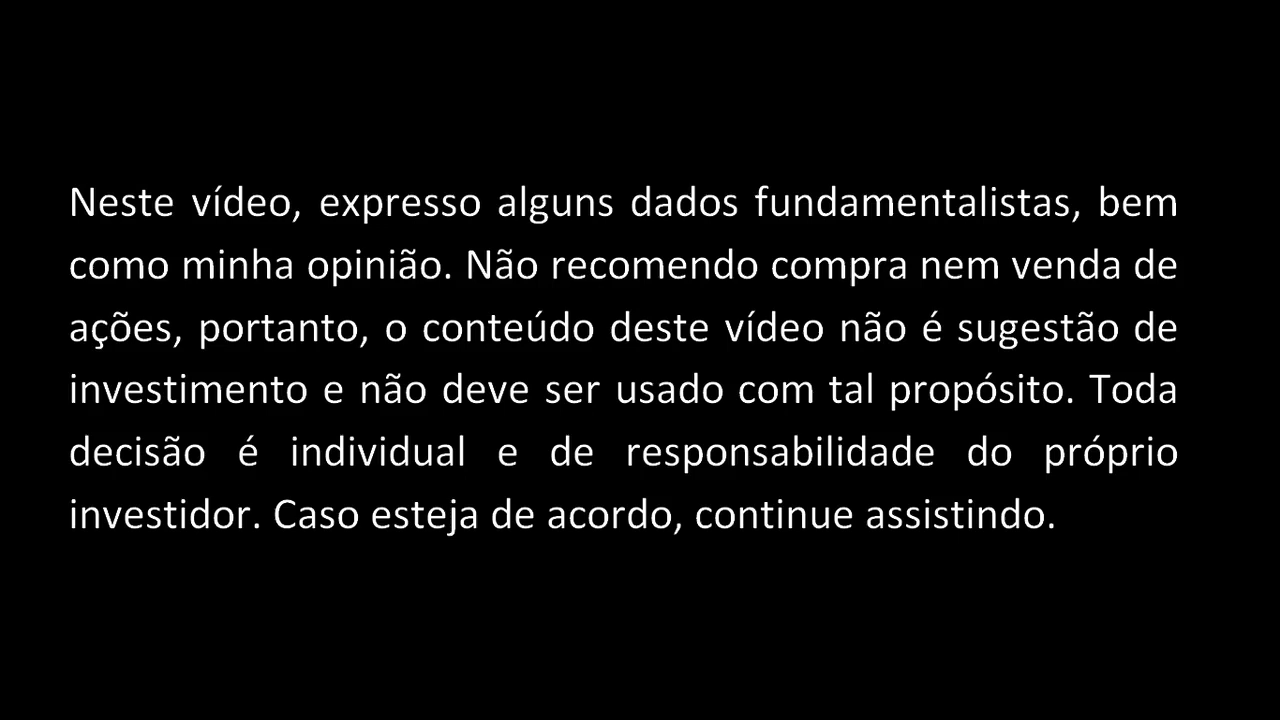 Neste vídeo, expresso alguns dados fundamentalistas, bem
como minha opinião. Não recomendo compra nem venda de
ações, portanto, o conteúdo deste vídeo não é sugestão de
investimento e não deve ser usado com tal propósito. Toda
decisão é individual e de responsabilidade do próprio
investidor. Caso esteja de acordo, continue assistindo.